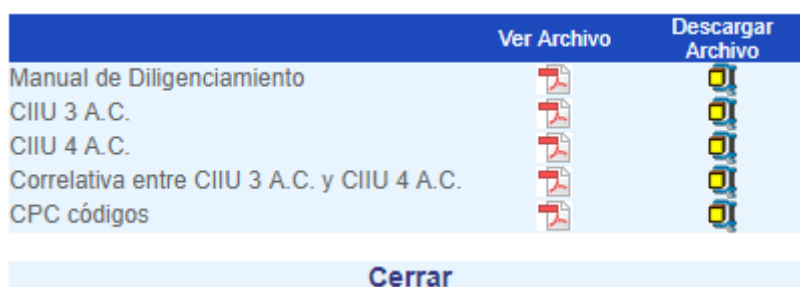 Ver Archivo Descargar Archivo
Manual de Diligenciamiento
CIIU 3 A.C.
CIIU 4 A.C.
Correlativa entre CIIU 3 A.C. y CIIU 4 A.C.
CPC códigos
Cerrar